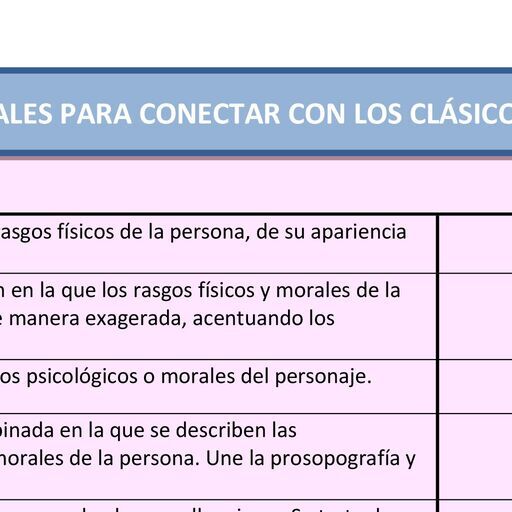 ALES PARA CONECTAR CON LOS CLÁSICO
rasgos físicos de la persona, de su apariencia
en la que los rasgos físicos y morales de la
manera exagerada, acentuando los
os psicológicos o morales del personaje.
binada en la que se describen las
morales de la persona. Une la prosopografía y